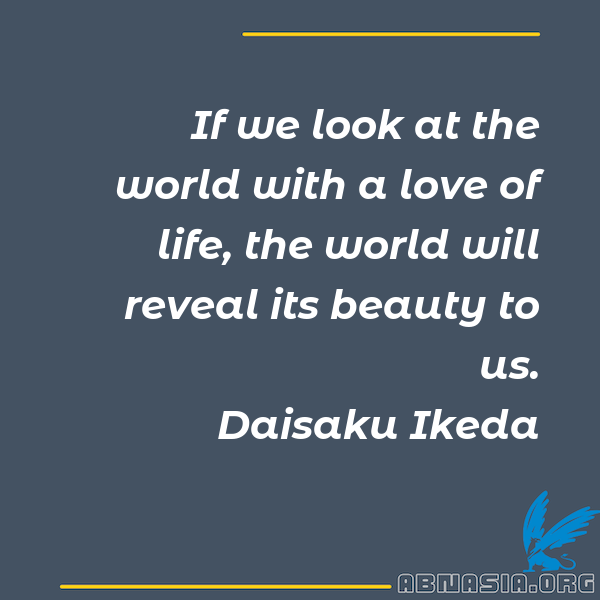 If we look at the
world with a love of
life, the world will
reveal its beauty to
us.
Daisaku Ikeda
ABNASIA.ORG